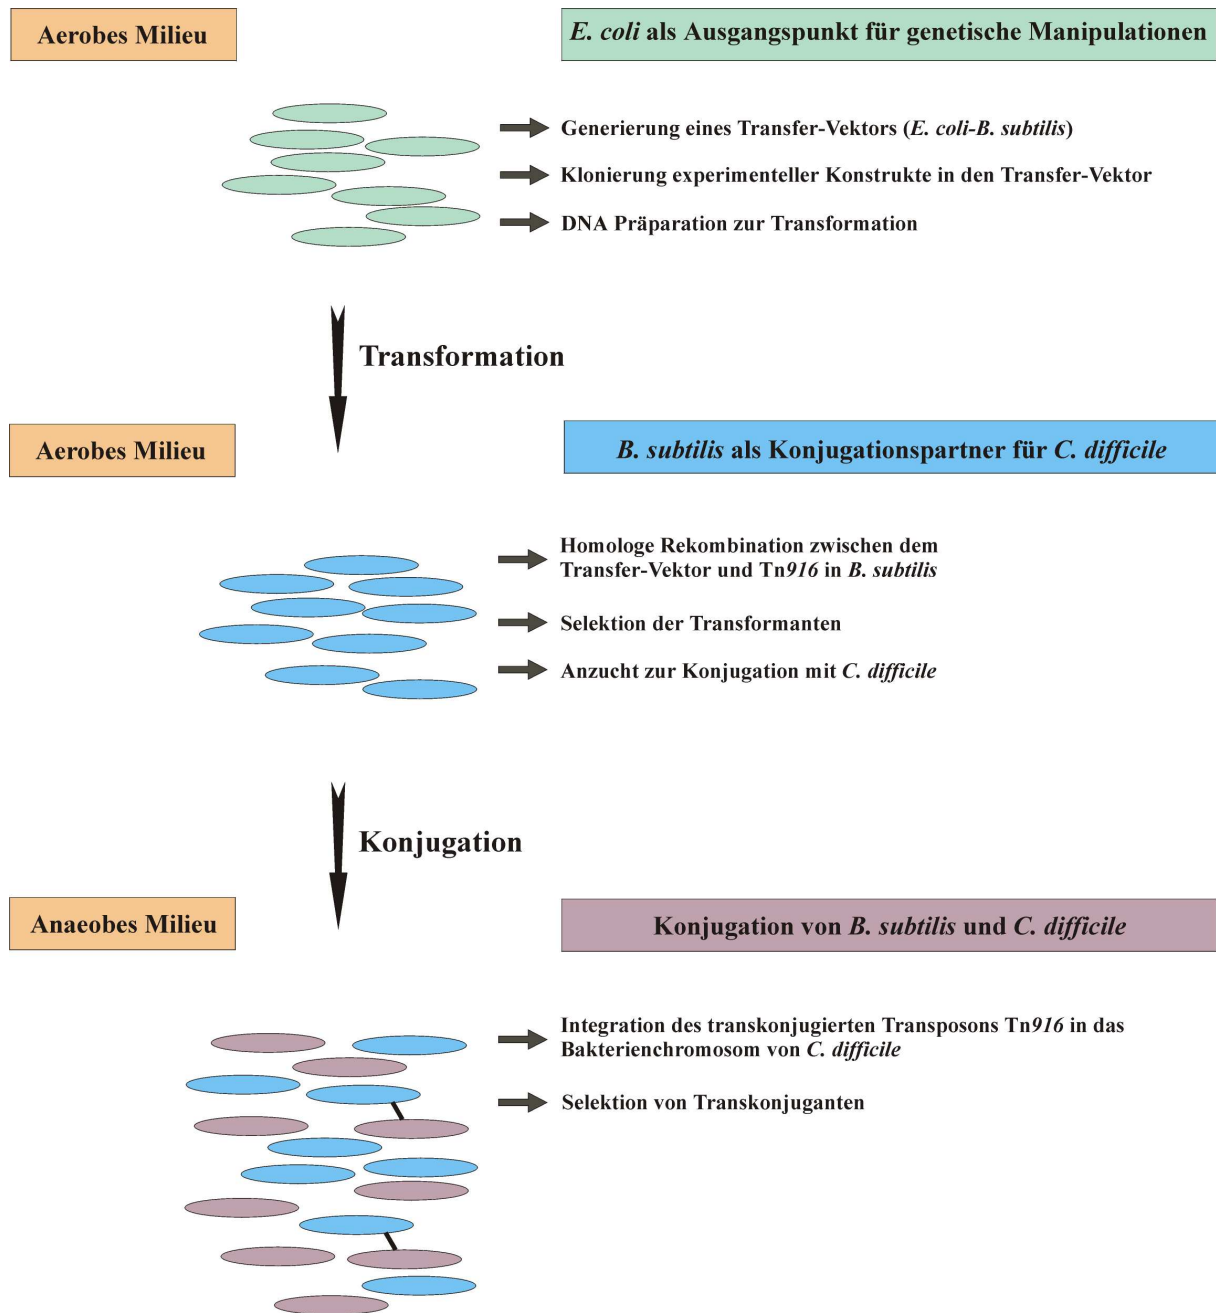 Aerobes Milieu
E. coli als Ausgangspunkt für genetische Manipulationen
Generierung eines Transfer-Vektors (E. coli-B. subtilis)
Klonierung experimenteller Konstrukte in den Transfer-Vektor
DNA Präparation zur Transformation
Transformation
Aerobes Milieu
B. subtilis als Konjugationspartner für C. difficile
Homologe Rekombination zwischen dem
Transfer-Vektor und Tn916 in B. subtilis
Selektion der Transformanten
Anzucht zur Konjugation mit C. difficile
Konjugation
Anaeobes Milieu
Konjugation von B. subtilis und C. difficile
Integration des transkonjugierten Transposons Tn916 in das
Bakterienchromosom von C. difficile
Selektion von Transkonjuganten